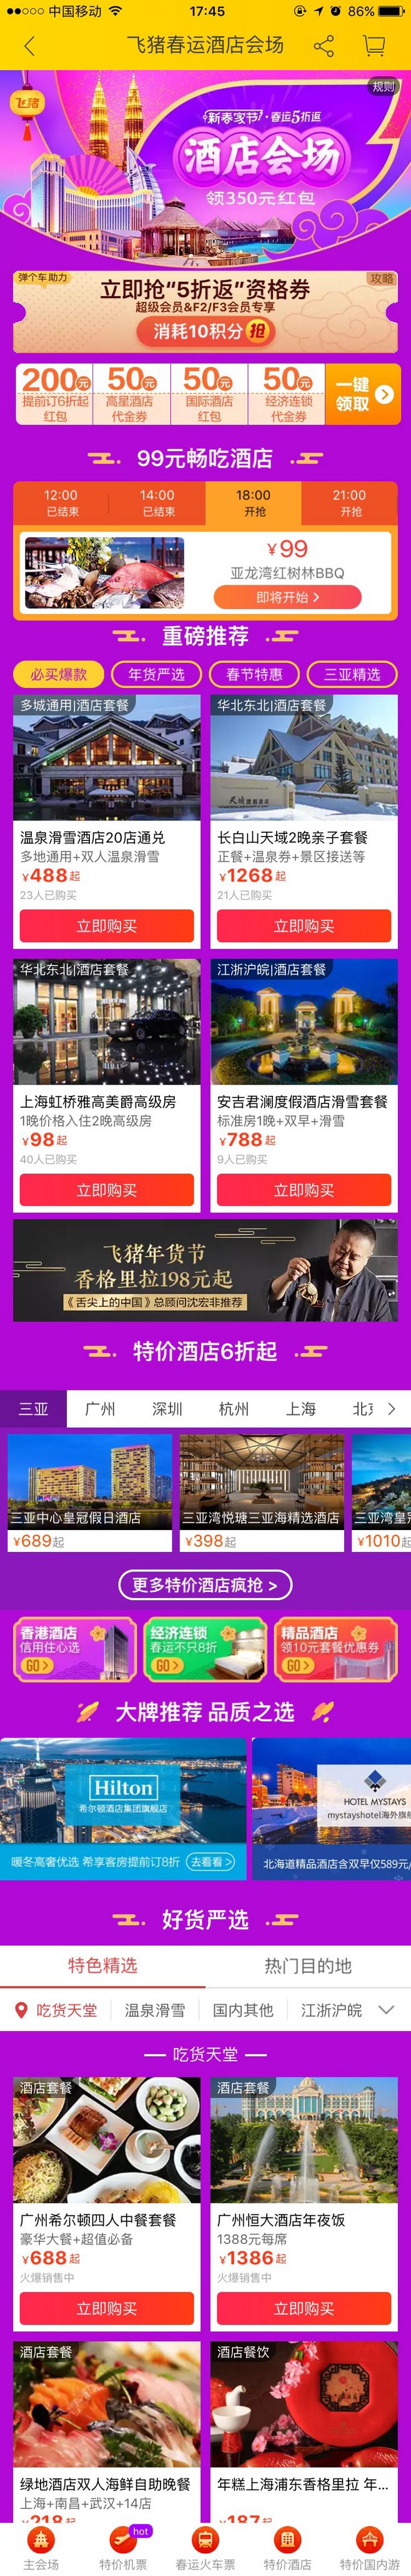 中国移动
17:45
86%
飞猪春运酒店会场
规则
飞猪
新春季节·春运5折返
酒店会场
领350元红包
弹个车助力
攻略
立即抢“5折返”资格券
超级会员&F2/F3会员专享
消耗10积分 抢
200元 50元 50元 50元 一键领取
提前订6折起 高星酒店 国际酒店 经济连锁
红包 代金券 红包 代金券
99元畅吃酒店
12:00 14:00 18:00 21:00
已结束 已结束 开抢 开抢
¥99
亚龙湾红树林BBQ
即将开始 >
重磅推荐
必买爆款 年货严选 春节特惠 三亚精选
多城通用|酒店套餐
温泉滑雪酒店20店通兑
多地通用+双人温泉滑雪
¥488起
23人已购买
立即购买
华北东北|酒店套餐
天域度假酒店
长白山天域2晚亲子套餐
正餐+温泉券+景区接送等
¥1268起
21人已购买
立即购买
华北东北|酒店套餐
上海虹桥雅高美爵高级房
1晚价格入住2晚高级房
¥98起
40人已购买
立即购买
江浙沪皖|酒店套餐
安吉君澜度假酒店滑雪套餐
标准房1晚+双早+滑雪
¥788起
9人已购买
立即购买
飞猪年货节
香格里拉198元起
《舌尖上的中国》总顾问沈宏非推荐
特价酒店6折起
三亚 广州 深圳 杭州 上海 北京 >
三亚中心皇冠假日酒店
¥689起
三亚湾悦瑭三亚海精选酒店
¥398起
三亚湾皇冠
¥1010起
更多特价酒店疯抢 >
香港酒店
信用住心选
GO >
经济连锁
春运不只8折
GO >
精品酒店
领10元套餐优惠券
GO >
大牌推荐 品质之选
Hilton
希尔顿酒店集团旗舰店
暖冬高奢优选 希享客房提前订8折 去看看 >
HOTEL MYSTAYS
mystayshotel海外旗舰
北海道精品酒店含双早仅589元/
好货严选
特色精选 热门目的地
吃货天堂 温泉滑雪 国内其他 江浙沪皖
吃货天堂
酒店套餐
广州希尔顿四人中餐套餐
豪华大餐+超值必备
¥688起
火爆销售中
立即购买
酒店套餐
广州恒大酒店年夜饭
1388元每席
¥1386起
火爆销售中
立即购买
酒店套餐
绿地酒店双人海鲜自助晚餐
上海+南昌+武汉+14店
¥218起
酒店餐饮
年糕上海浦东香格里拉 年...
¥187起
hot
主会场 特价机票 春运火车票 特价酒店 特价国内游